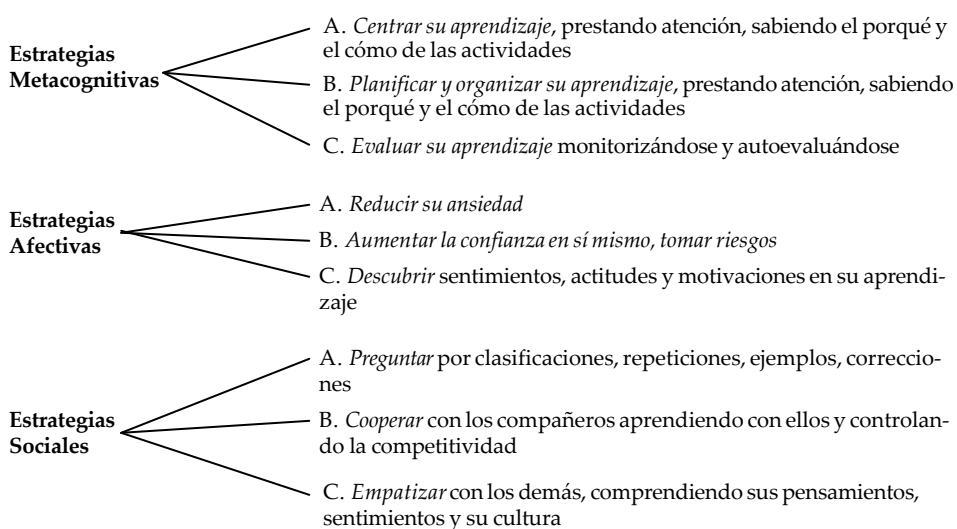 A. Centrar su aprendizaje, prestando atención, sabiendo el porqué y
el cómo de las actividades
Estrategias
Metacognitivas
B. Planificar y organizar su aprendizaje, prestando atención, sabiendo
el porqué y el cómo de las actividades
C. Evaluar su aprendizaje monitorizándose y autoevaluándose
A. Reducir su ansiedad
Estrategias
Afectivas
B. Aumentar la confianza en sí mismo, tomar riesgos
C. Descubrir sentimientos, actitudes y motivaciones en su aprendi-
zaje
A. Preguntar por clasificaciones, repeticiones, ejemplos, correccio-
nes
Estrategias
Sociales
B. Cooperar con los compañeros aprendiendo con ellos y controlan-
do la competitividad
C. Empatizar con los demás, comprendiendo sus pensamientos,
sentimientos y su cultura